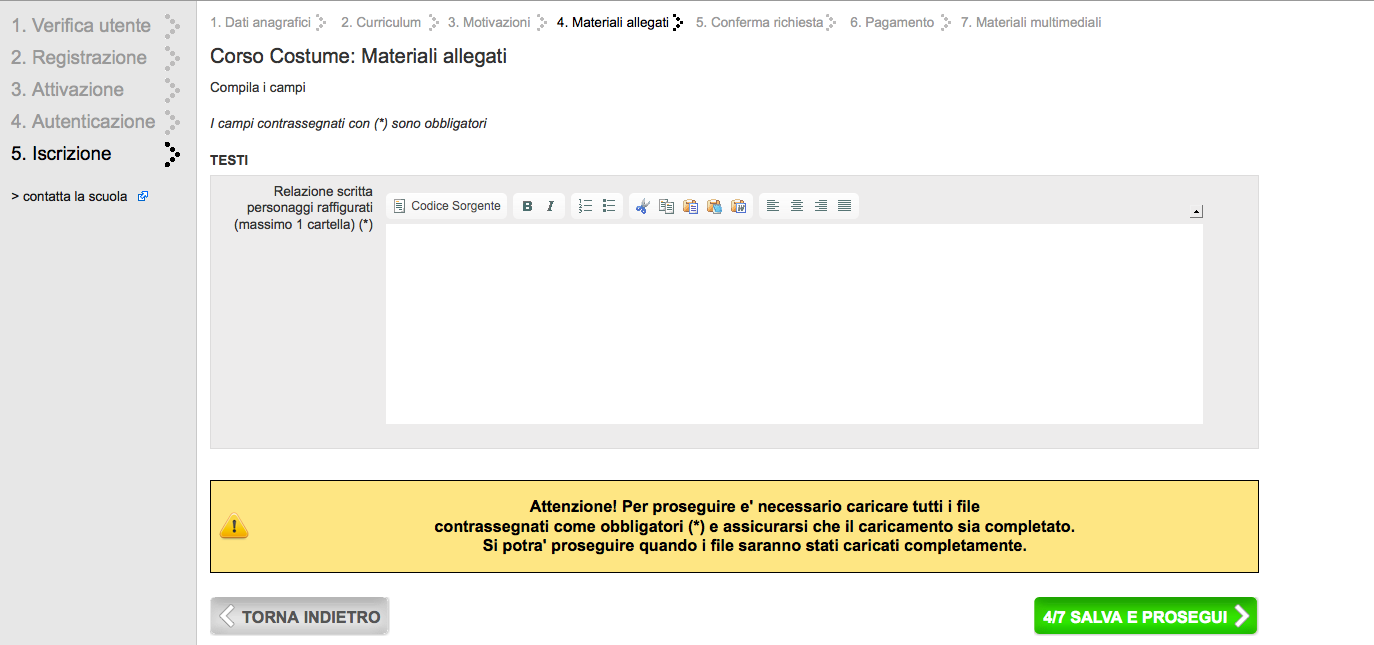 1. Verifica utente
2. Registrazione
3. Attivazione
4. Autenticazione
5. Iscrizione
> contatta la scuola
1. Dati anagrafici 2. Curriculum 3. Motivazioni 4. Materiali allegati 5. Conferma richiesta 6. Pagamento 7. Materiali multimediali
Corso Costume: Materiali allegati
Compila i campi
I campi contrassegnati con (*) sono obbligatori
TESTI
Relazione scritta
personaggi raffigurati
(massimo 1 cartella) (*)
Codice Sorgente B I
Attenzione! Per proseguire e' necessario caricare tutti i file
contrassegnati come obbligatori (*) e assicurarsi che il caricamento sia completato.
Si potra' proseguire quando i file saranno stati caricati completamente.
TORNA INDIETRO
4/7 SALVA E PROSEGUI